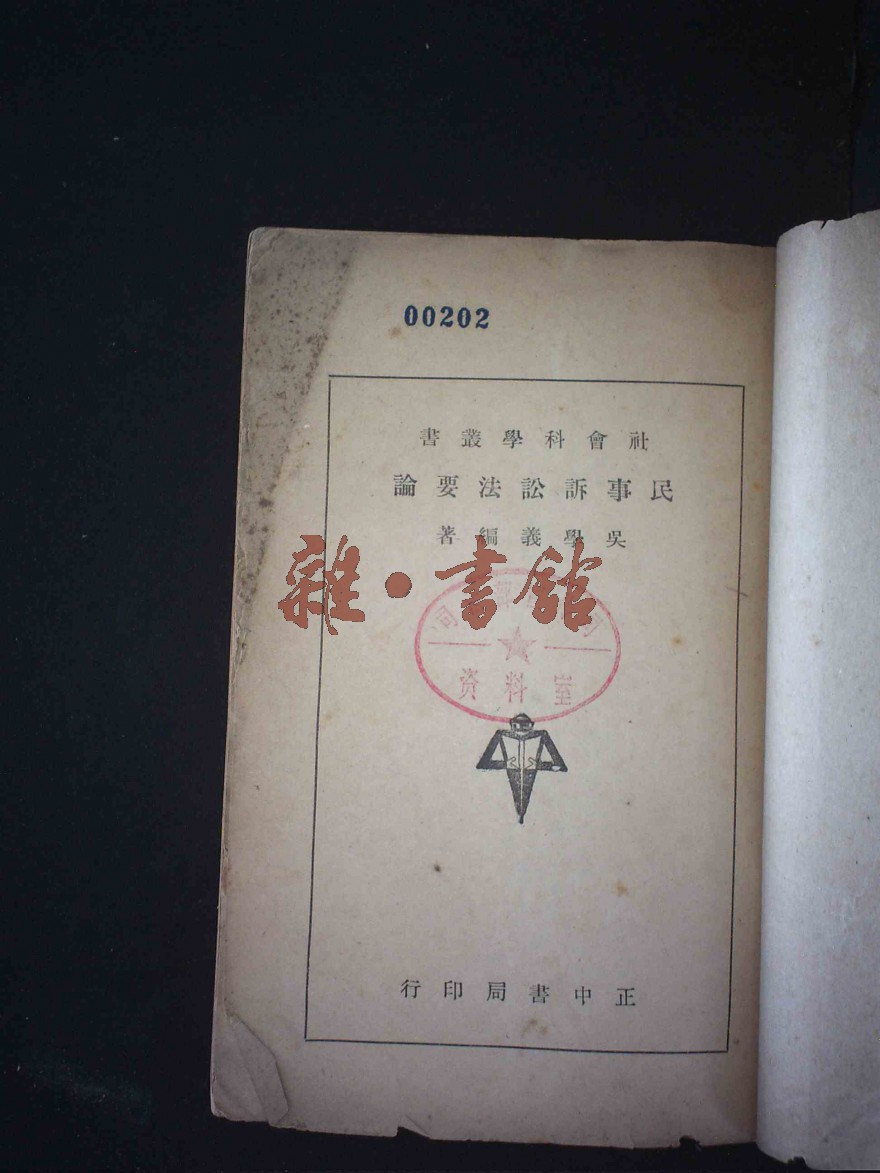 00202
社會科學叢書
民事訴訟法要論
吳學義編著
雜·書館
资料室
正中書局印行